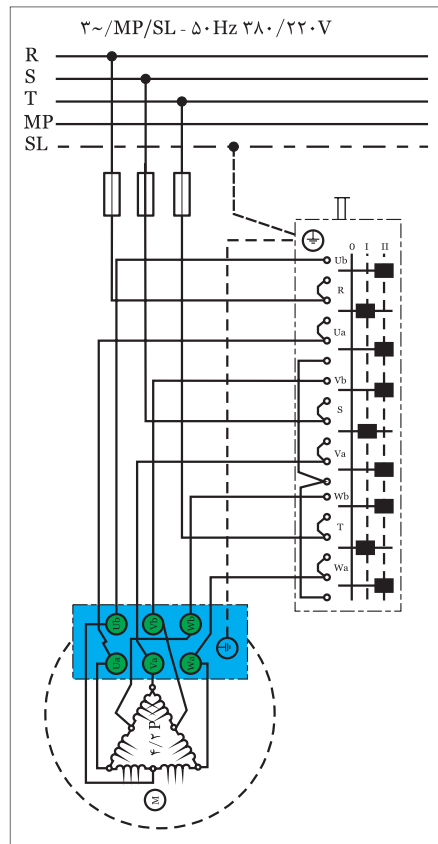 ۳~/MP/SL - ۵۰Hz ۳۸۰/۲۲۰V
R
S
T
MP
SL
II
0 I II
Ub
R
Ua
Vb
S
Va
Wb
T
Wa
Ub Vb Wb
Ua Va Wa
۴/۲P
M